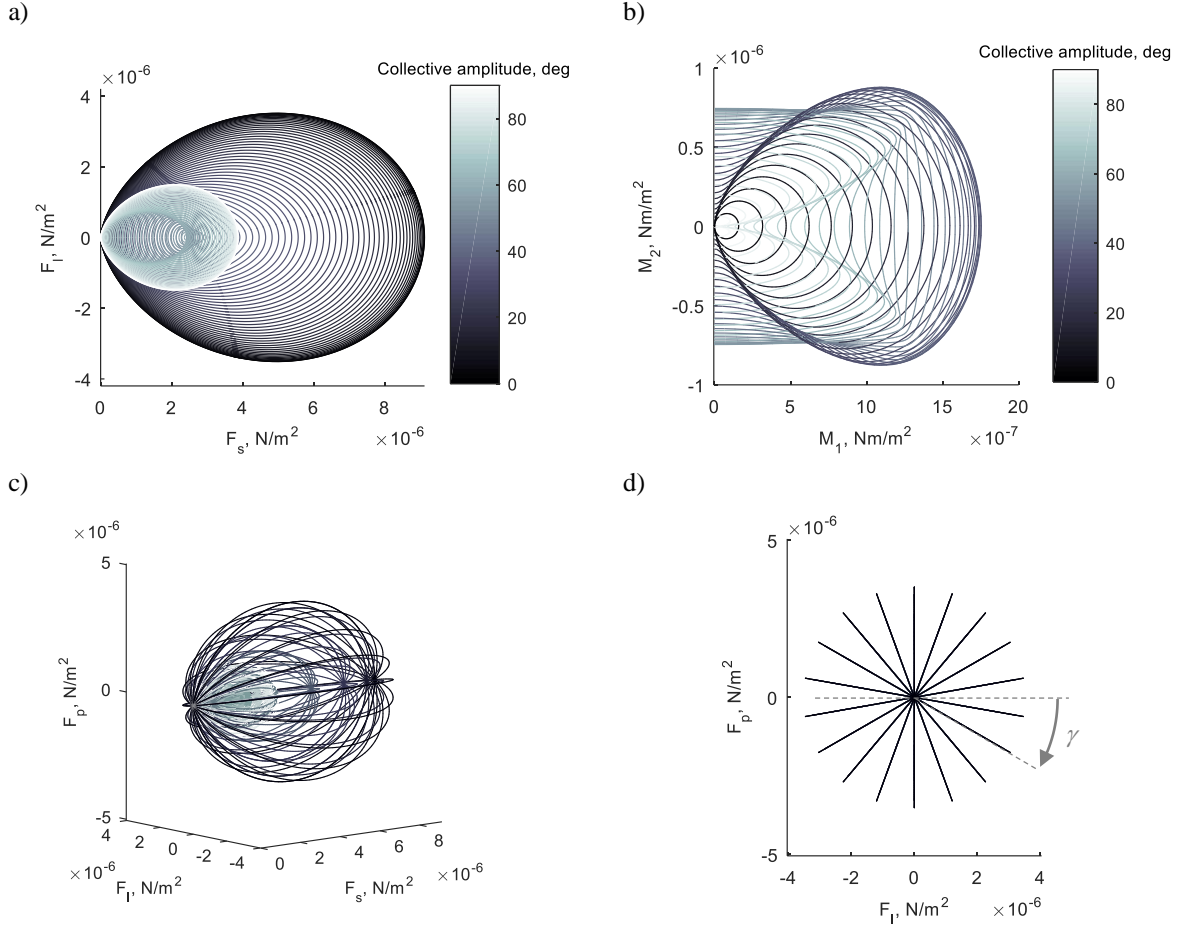 a)
×10⁻⁶
Collective amplitude, deg
4
2
0
-2
-4
F_l, N/m²
0 2 4 6 8
F_s, N/m²
×10⁻⁶
80
60
40
20
0
b)
×10⁻⁶
Collective amplitude, deg
1
0.5
0
-0.5
-1
M₂, Nm/m²
0 5 10 15 20
M₁, Nm/m²
×10⁻⁷
80
60
40
20
0
c)
×10⁻⁶
5
0
-5
F_p, N/m²
4 2 0 -2 -4
×10⁻⁶
F_l, N/m²
0 2 4 6 8
F_s, N/m²
×10⁻⁶
d)
×10⁻⁶
5
0
-5
F_p, N/m²
γ
-4 -2 0 2 4
F_l, N/m²
×10⁻⁶